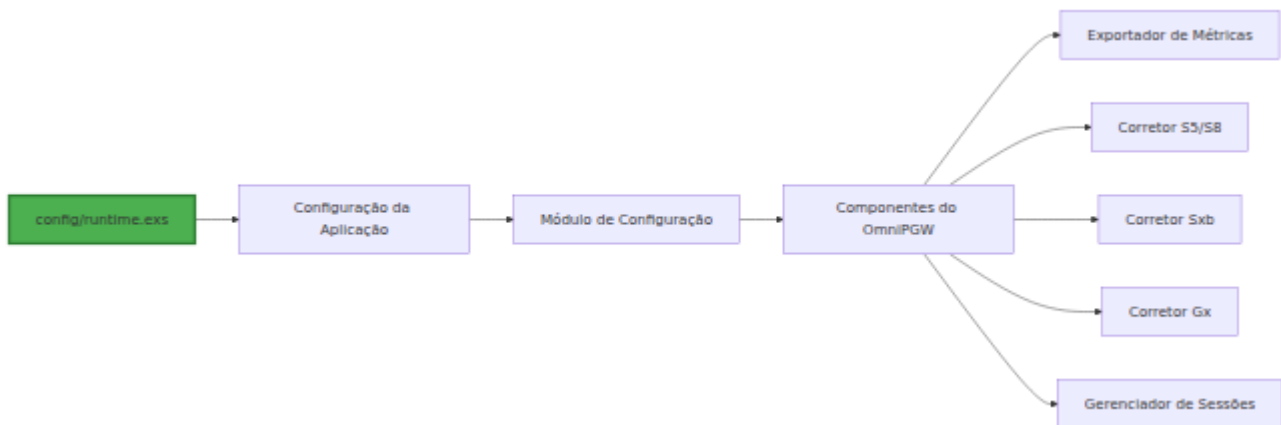 config/runtime.exs
Configuração da
Aplicação
Módulo de Configuração
Componentes do
OmniPGW
Exportador de Métricas
Corretor S5/S8
Corretor Sxb
Corretor Gx
Gerenciador de Sessões